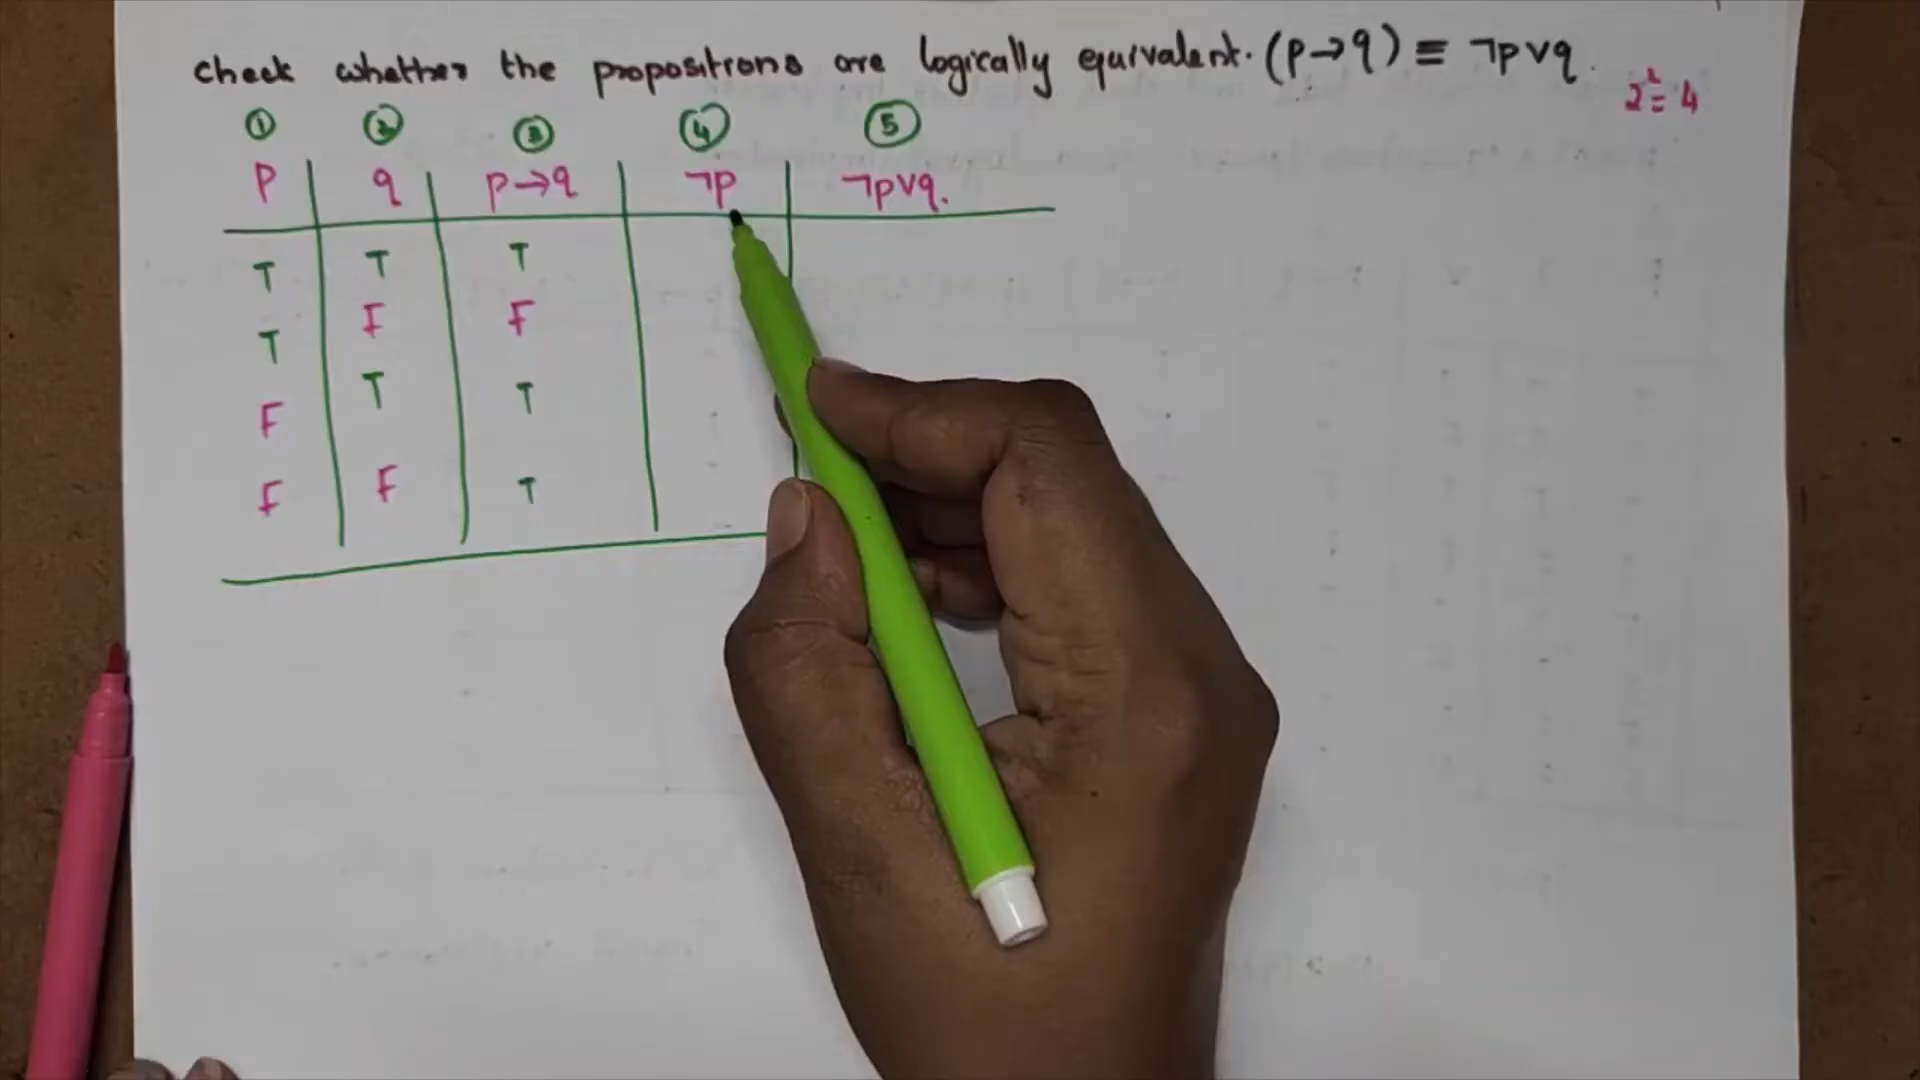 check whether the propositions are logically equivalent. (p→q) ≡ ¬p∨q.
2² = 4
① ② ③ ④ ⑤
P q p→q ¬p ¬p∨q.
T T T
T F F
F T T
F F T